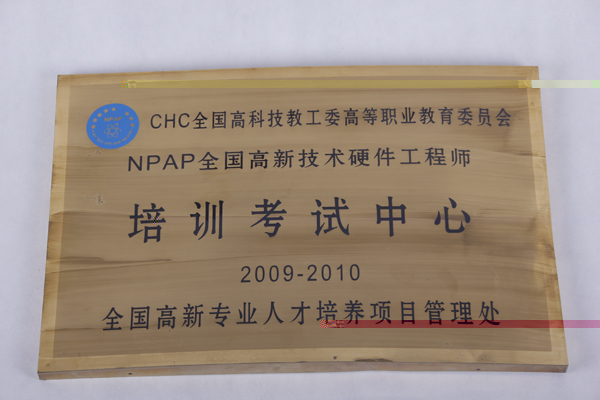 CHC全国高科技教工委高等职业教育委员会
NPAP全国高新技术硬件工程师
培训考试中心
2009-2010
全国高新专业人才培养项目管理处